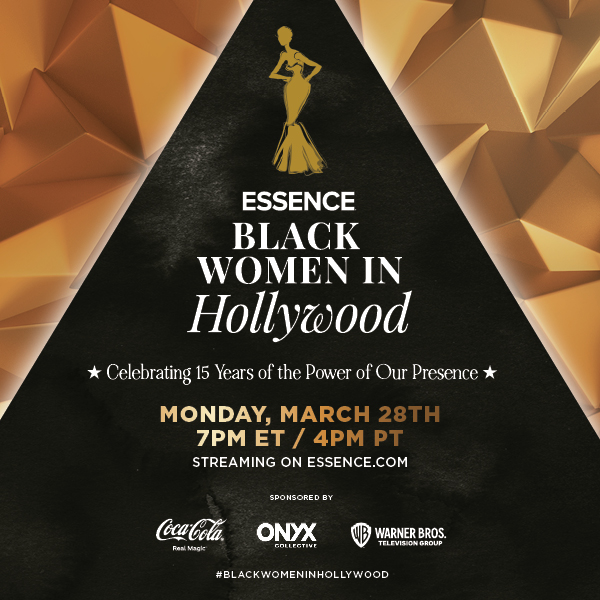 ESSENCE
BLACK
WOMEN IN
Hollywood
★ Celebrating 15 Years of the Power of Our Presence ★
MONDAY, MARCH 28TH
7PM ET / 4PM PT
STREAMING ON ESSENCE.COM
SPONSORED BY
Coca-Cola
Real Magic
ONYX
COLLECTIVE
WB
WARNER BROS.
TELEVISION GROUP
#BLACKWOMENINHOLLYWOOD